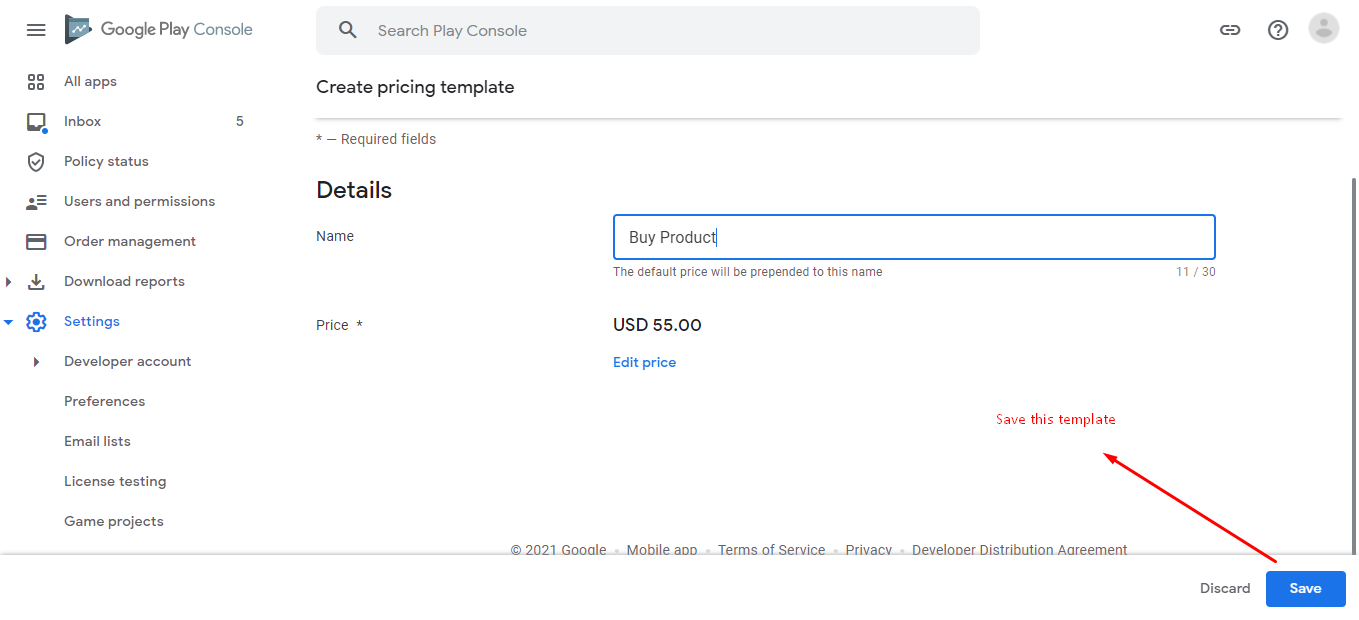 Google Play Console
Search Play Console
All apps
Inbox 5
Policy status
Users and permissions
Order management
Download reports
Settings
Developer account
Preferences
Email lists
License testing
Game projects
Create pricing template
* — Required fields
Details
Name
Buy Product
The default price will be prepended to this name 11 / 30
Price *
USD 55.00
Edit price
Save this template
© 2021 Google • Mobile app • Terms of Service • Privacy • Developer Distribution Agreement
Discard
Save